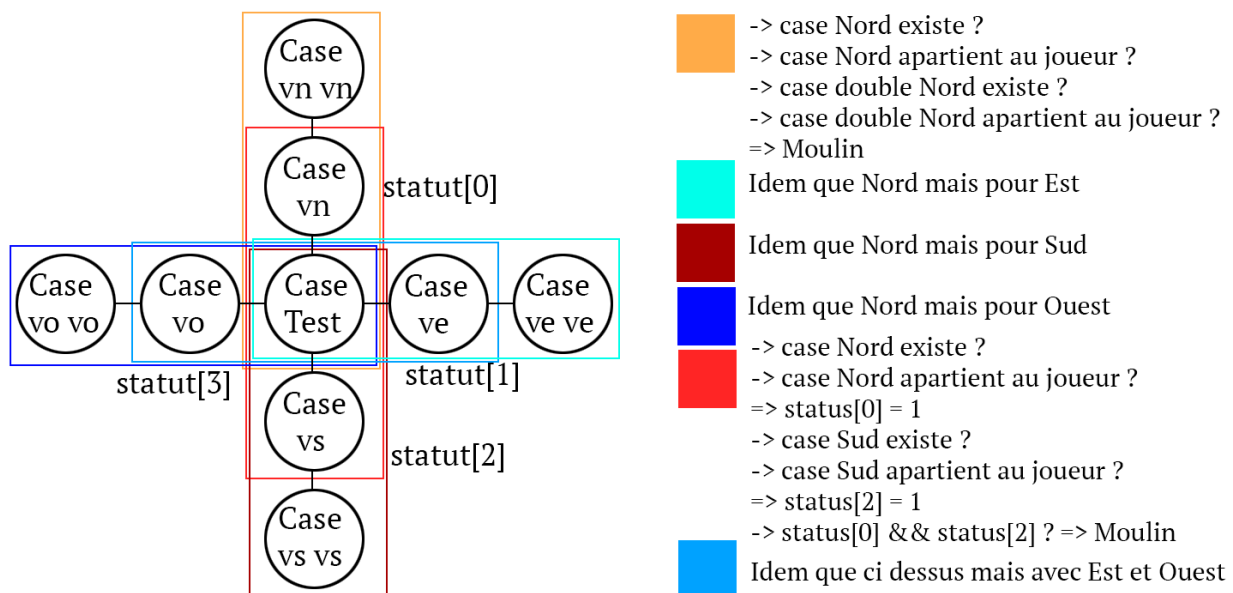 Case
vn vn
Case
vn
statut[0]
Case
vo vo
Case
vo
Case
Test
Case
ve
Case
ve ve
statut[3]
statut[1]
Case
vs
statut[2]
Case
vs vs
-> case Nord existe ?
-> case Nord apartient au joueur ?
-> case double Nord existe ?
-> case double Nord apartient au joueur ?
=> Moulin
Idem que Nord mais pour Est
Idem que Nord mais pour Sud
Idem que Nord mais pour Ouest
-> case Nord existe ?
-> case Nord apartient au joueur ?
=> status[0] = 1
-> case Sud existe ?
-> case Sud apartient au joueur ?
=> status[2] = 1
-> status[0] && status[2] ? => Moulin
Idem que ci dessus mais avec Est et Ouest